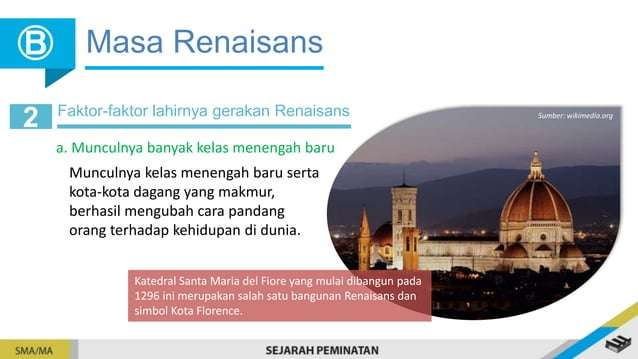 B
Masa Renaisans
2
Faktor-faktor lahirnya gerakan Renaisans
Sumber: wikimedia.org
a. Munculnya banyak kelas menengah baru
Munculnya kelas menengah baru serta
kota-kota dagang yang makmur,
berhasil mengubah cara pandang
orang terhadap kehidupan di dunia.
Katedral Santa Maria del Fiore yang mulai dibangun pada
1296 ini merupakan salah satu bangunan Renaisans dan
simbol Kota Florence.
SMA/MA
SEJARAH PEMINATAN